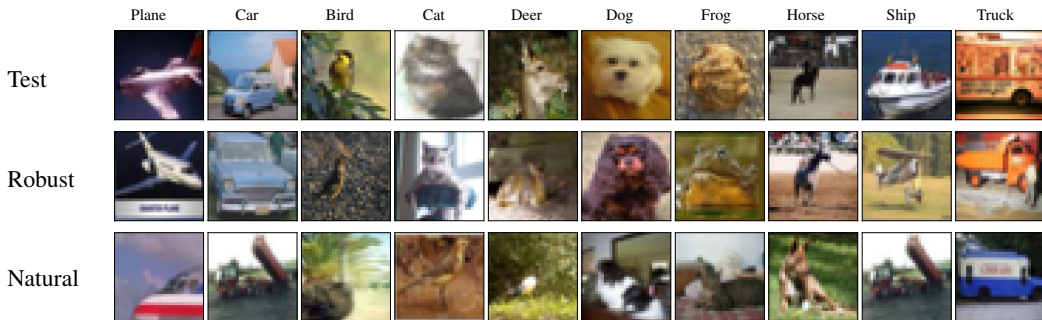 Plane Car Bird Cat Deer Dog Frog Horse Ship Truck
Test
Robust
Natural